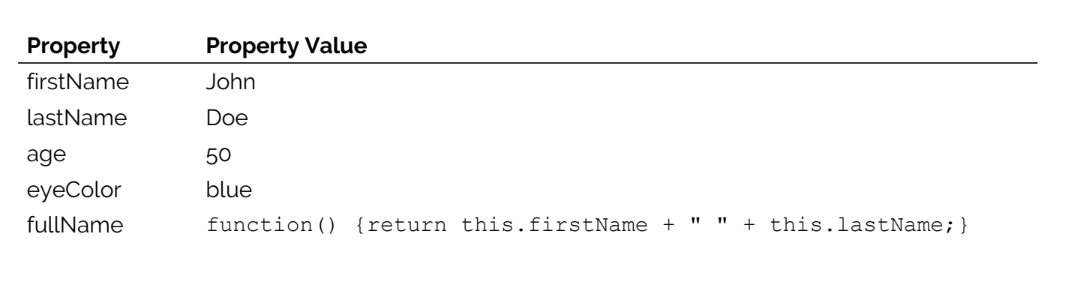 Property Property Value
firstName John
lastName Doe
age 50
eyeColor blue
fullName function() {return this.firstName + " " + this.lastName;}